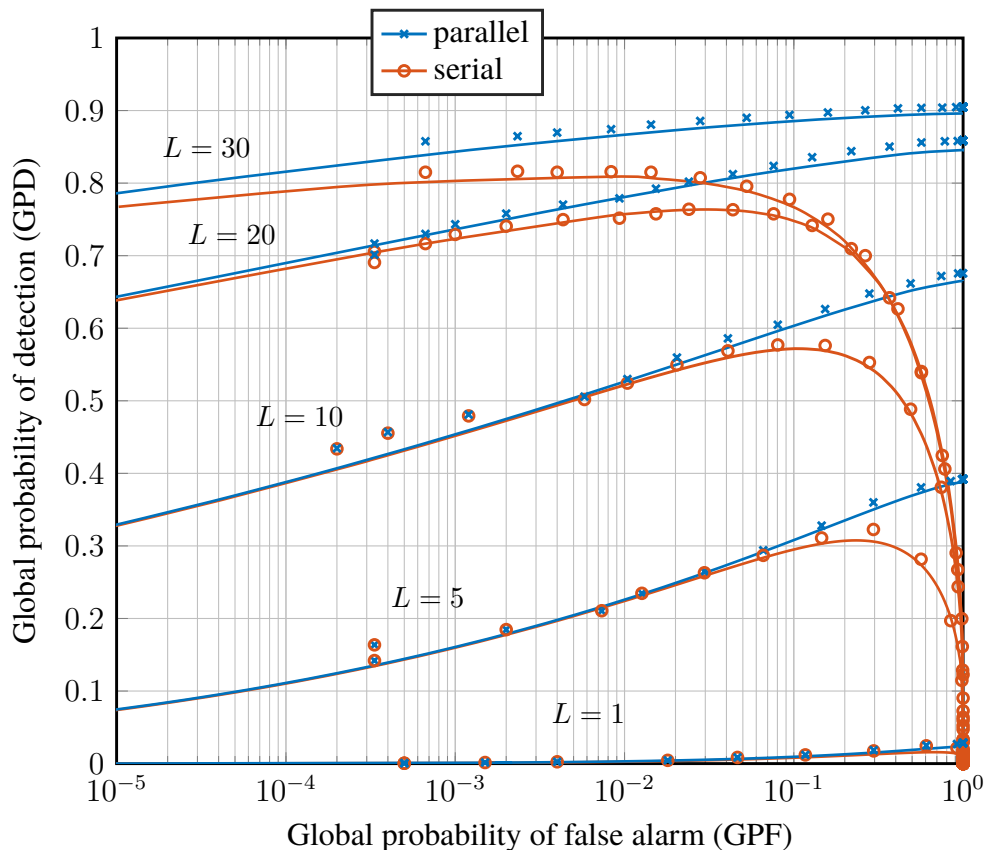 parallel
serial
1
0.9
0.8
0.7
0.6
0.5
0.4
0.3
0.2
0.1
0
Global probability of detection (GPD)
L = 30
L = 20
L = 10
L = 5
L = 1
10^{-5}
10^{-4}
10^{-3}
10^{-2}
10^{-1}
10^{0}
Global probability of false alarm (GPF)